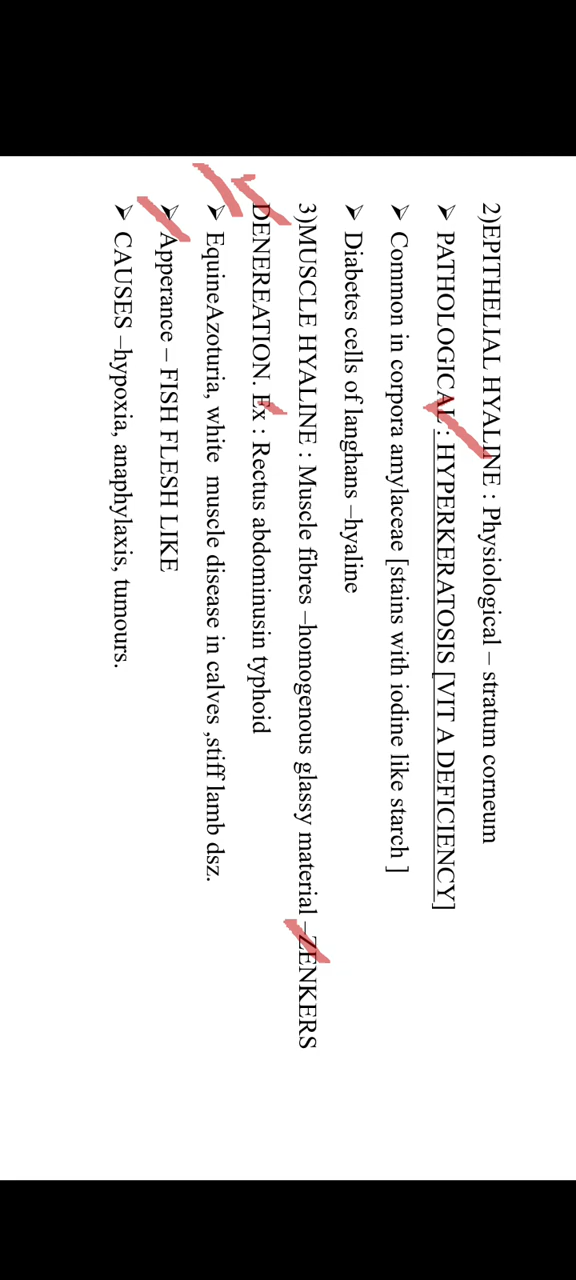 2)EPITHELIAL HYALINE : Physiological – stratum corneum
➢ PATHOLOGICAL : HYPERKERATOSIS [VIT A DEFICIENCY]
➢ Common in corpora amylaceae [stains with iodine like starch ]
➢ Diabetes cells of langhans –hyaline
3)MUSCLE HYALINE : Muscle fibres –homogenous glassy material –ZENKERS
DENEREATION. Ex : Rectus abdominusin typhoid
➢ EquineAzoturia, white muscle disease in calves ,stiff lamb dsz.
➢ Apperance – FISH FLESH LIKE
➢ CAUSES –hypoxia, anaphylaxis, tumours.